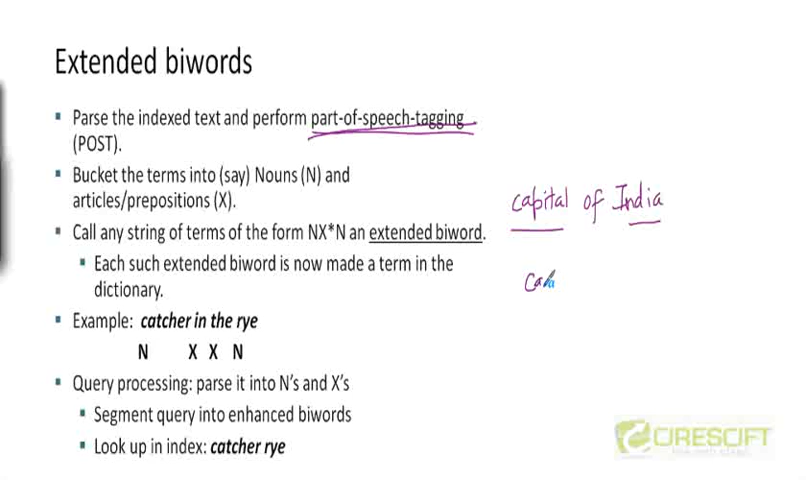 Extended biwords
▪ Parse the indexed text and perform part-of-speech-tagging
(POST).
▪ Bucket the terms into (say) Nouns (N) and
articles/prepositions (X).
▪ Call any string of terms of the form NX*N an extended biword.
▪ Each such extended biword is now made a term in the
dictionary.
▪ Example: catcher in the rye
N X X N
▪ Query processing: parse it into N's and X's
▪ Segment query into enhanced biwords
▪ Look up in index: catcher rye
capital of India